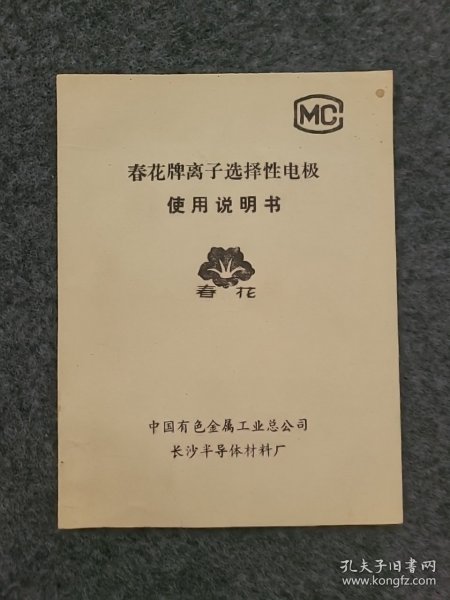 MC
春花牌离子选择性电极
使用说明书
春花
中国有色金属工业总公司
长沙半导体材料厂
孔夫子旧书网
www.kongfz.com